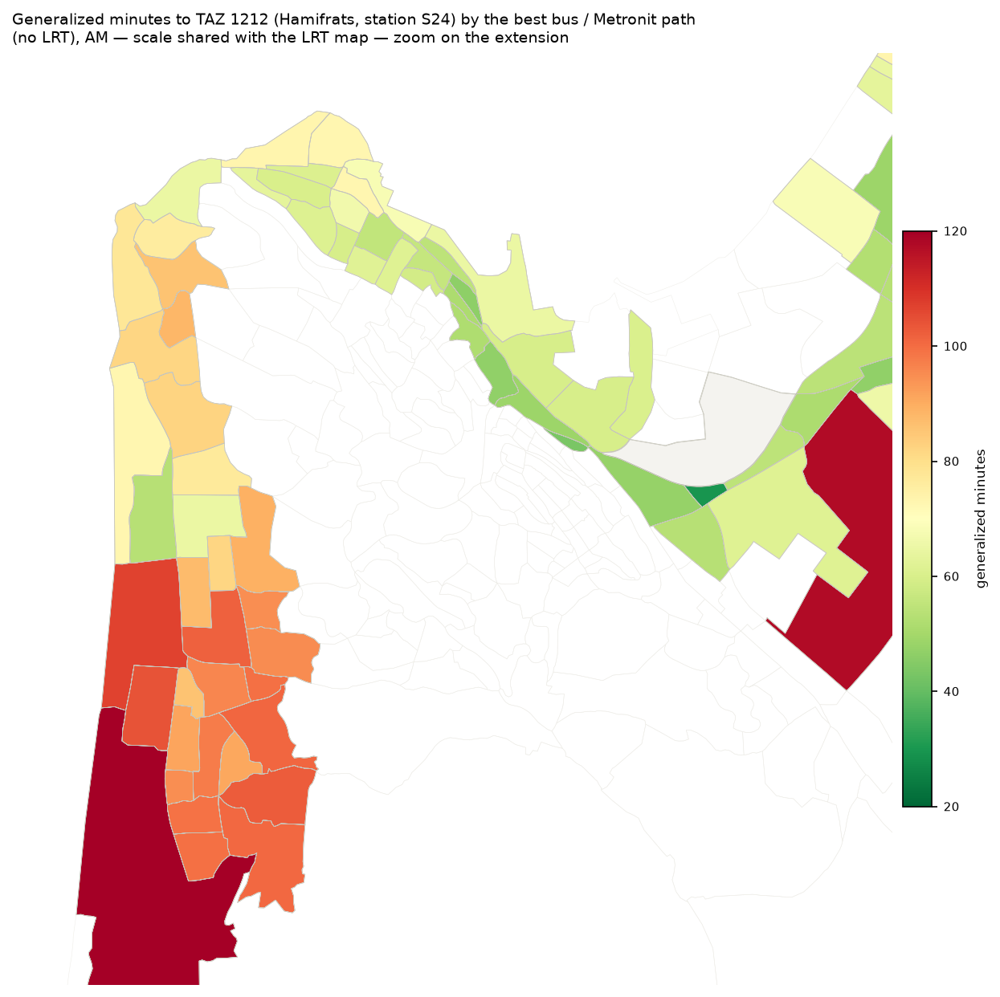 Generalized minutes to TAZ 1212 (Hamifrats, station S24) by the best bus / Metronit path
(no LRT), AM — scale shared with the LRT map — zoom on the extension
120
100
80
60
40
20
generalized minutes